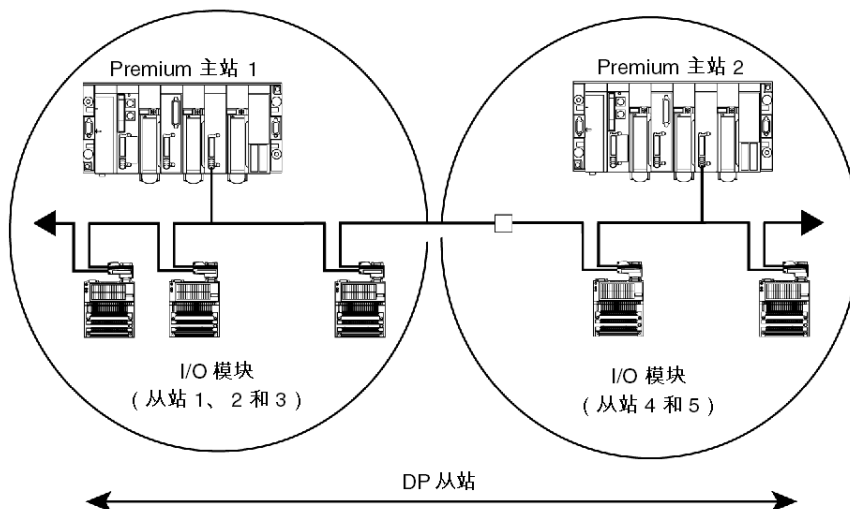 Premium 主站 1
Premium 主站 2
I/O 模块
(从站 1、 2 和 3)
I/O 模块
(从站 4 和 5)
DP 从站